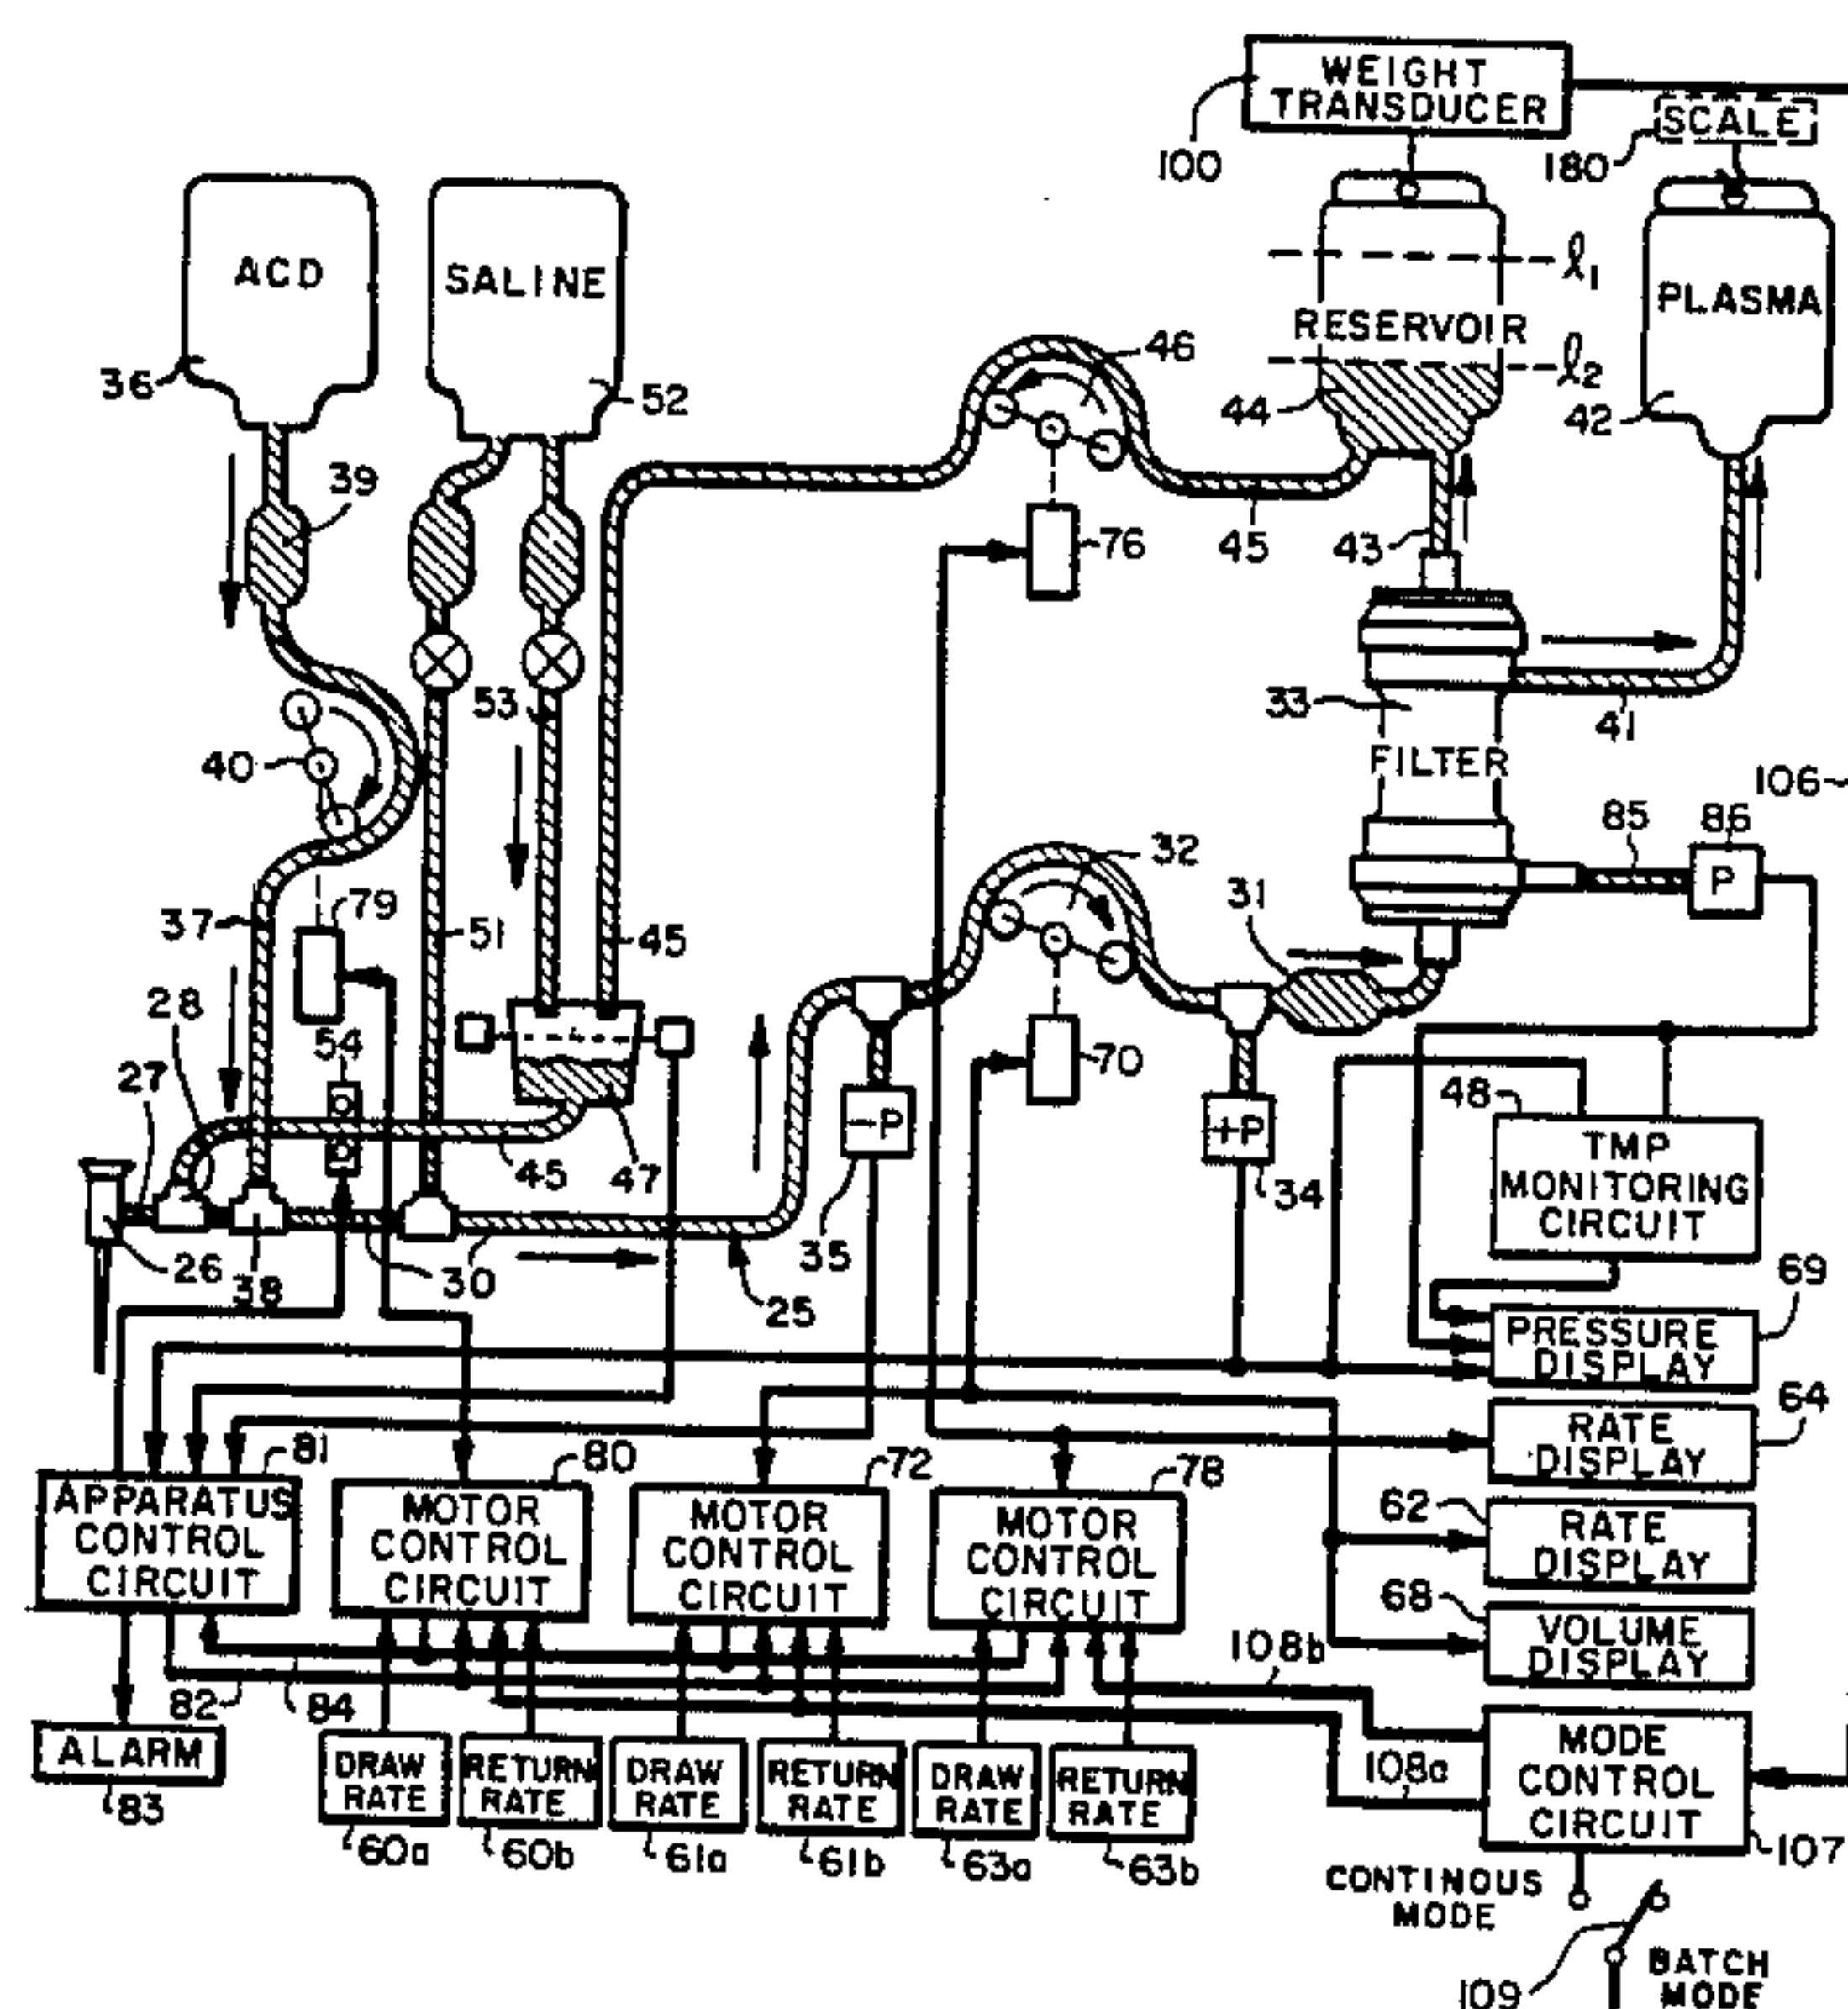 WEIGHT
TRANSDUCER
100
SCALE
180
ACD
SALINE
36
52
39
46
RESERVOIR
l1
l2
44
PLASMA
42
76
45
43
53
40
33
FILTER
41
106
85
86
P
32
31
79
37
51
45
28
54
27
70
48
TMP
MONITORING
CIRCUIT
-P
+P
34
45
47
35
26
38
30
25
69
PRESSURE
DISPLAY
64
RATE
DISPLAY
81
80
72
78
APPARATUS
CONTROL
CIRCUIT
MOTOR
CONTROL
CIRCUIT
MOTOR
CONTROL
CIRCUIT
MOTOR
CONTROL
CIRCUIT
62
RATE
DISPLAY
68
VOLUME
DISPLAY
108b
82
84
ALARM
83
DRAW
RATE
60a
RETURN
RATE
60b
DRAW
RATE
61a
RETURN
RATE
61b
DRAW
RATE
63a
RETURN
RATE
63b
108a
MODE
CONTROL
CIRCUIT
107
CONTINOUS
MODE
109
BATCH
MODE